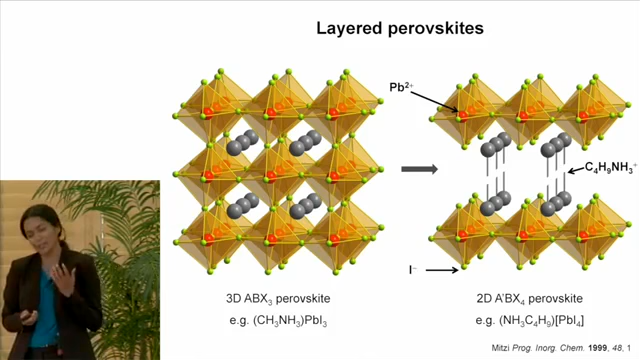 Layered perovskites
Pb²⁺
C₄H₉NH₃⁺
I⁻
3D ABX₃ perovskite
2D A'BX₄ perovskite
e.g. (CH₃NH₃)PbI₃
e.g. (NH₃C₄H₉)[PbI₄]
Mitzi Prog. Inorg. Chem. 1999, 48, 1